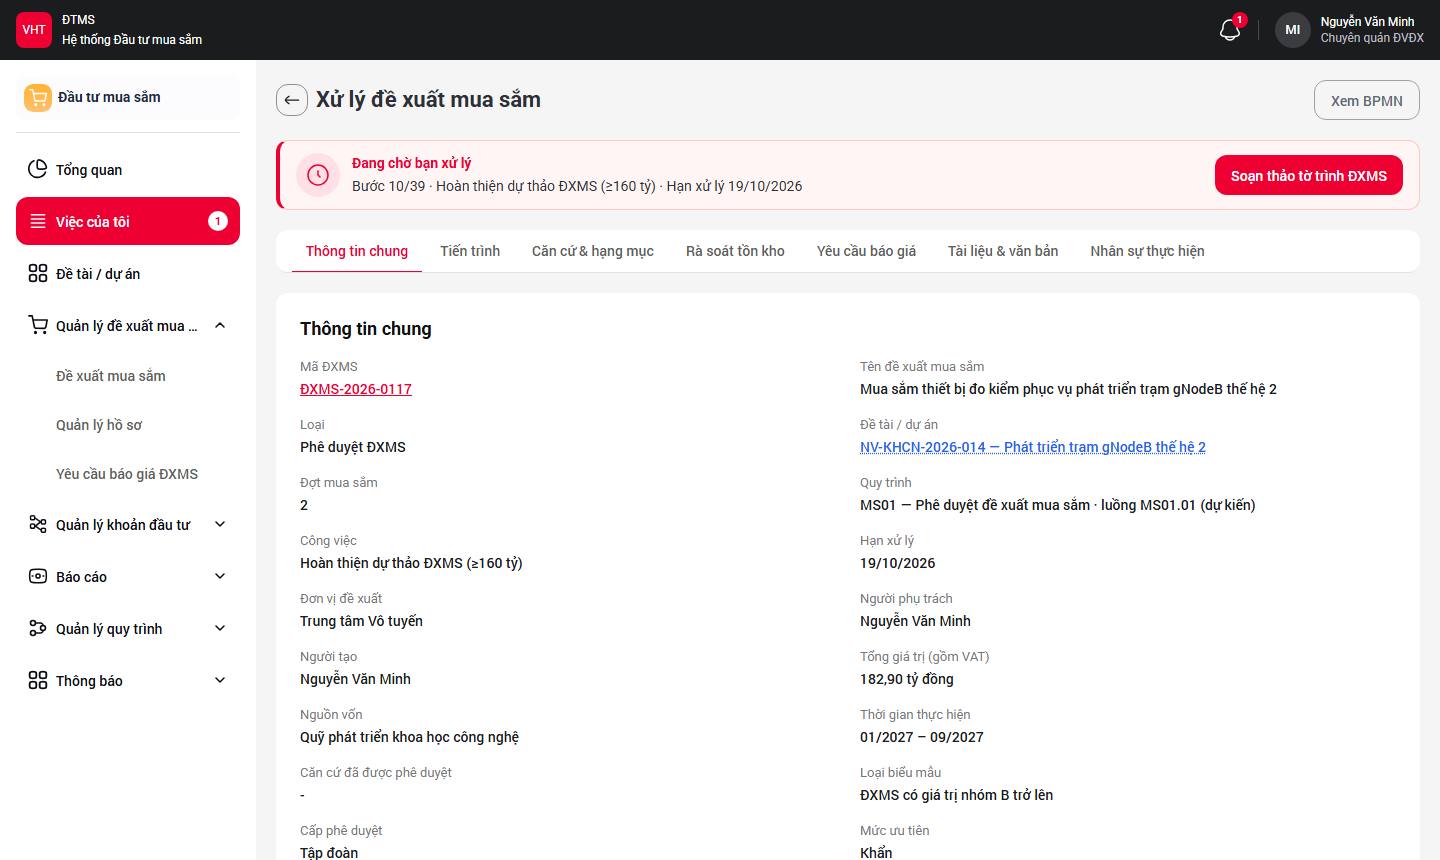 VHT
ĐTMS
Hệ thống Đầu tư mua sắm
1
MI
Nguyễn Văn Minh
Chuyên quản ĐVĐX
Đầu tư mua sắm
Tổng quan
Việc của tôi
1
Đề tài / dự án
Quản lý đề xuất mua ...
Đề xuất mua sắm
Quản lý hồ sơ
Yêu cầu báo giá ĐXMS
Quản lý khoản đầu tư
Báo cáo
Quản lý quy trình
Thông báo
Xử lý đề xuất mua sắm
Xem BPMN
Đang chờ bạn xử lý
Bước 10/39 · Hoàn thiện dự thảo ĐXMS (≥160 tỷ) · Hạn xử lý 19/10/2026
Soạn thảo tờ trình ĐXMS
Thông tin chung
Tiến trình
Căn cứ & hạng mục
Rà soát tồn kho
Yêu cầu báo giá
Tài liệu & văn bản
Nhân sự thực hiện
Thông tin chung
Mã ĐXMS
ĐXMS-2026-0117
Tên đề xuất mua sắm
Mua sắm thiết bị đo kiểm phục vụ phát triển trạm gNodeB thế hệ 2
Loại
Phê duyệt ĐXMS
Đề tài / dự án
NV-KHCN-2026-014 — Phát triển trạm gNodeB thế hệ 2
Đợt mua sắm
2
Quy trình
MS01 — Phê duyệt đề xuất mua sắm · luồng MS01.01 (dự kiến)
Công việc
Hoàn thiện dự thảo ĐXMS (≥160 tỷ)
Hạn xử lý
19/10/2026
Đơn vị đề xuất
Trung tâm Vô tuyến
Người phụ trách
Nguyễn Văn Minh
Người tạo
Nguyễn Văn Minh
Tổng giá trị (gồm VAT)
182,90 tỷ đồng
Nguồn vốn
Quỹ phát triển khoa học công nghệ
Thời gian thực hiện
01/2027 – 09/2027
Căn cứ đã được phê duyệt
-
Loại biểu mẫu
ĐXMS có giá trị nhóm B trở lên
Cấp phê duyệt
Tập đoàn
Mức ưu tiên
Khẩn